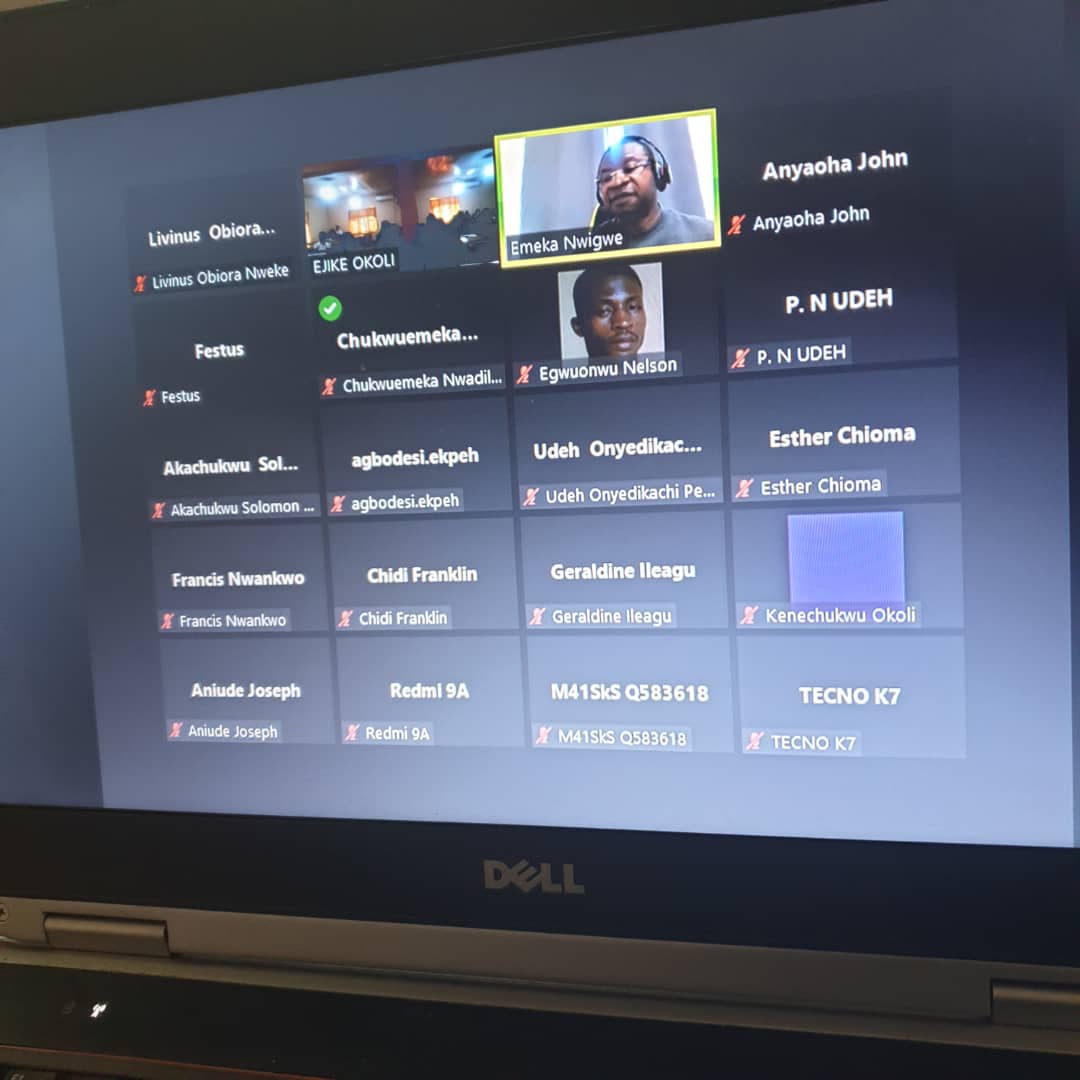 Livinus Obiora...
Livinus Obiora Nweke
EJIKE OKOLI
Emeka Nwigwe
Anyaoha John
Anyaoha John
Festus
Festus
Chukwuemeka...
Chukwuemeka Nwadil...
Egwuonwu Nelson
P. N UDEH
P. N UDEH
Akachukwu Sol...
Akachukwu Solomon ...
agbodesi.ekpeh
agbodesi.ekpeh
Udeh Onyedikac...
Udeh Onyedikachi Pe...
Esther Chioma
Esther Chioma
Francis Nwankwo
Francis Nwankwo
Chidi Franklin
Chidi Franklin
Geraldine Ileagu
Geraldine Ileagu
Kenechukwu Okoli
Aniude Joseph
Aniude Joseph
Redmi 9A
Redmi 9A
M41SkS Q583618
M41SkS Q583618
TECNO K7
TECNO K7
DELL